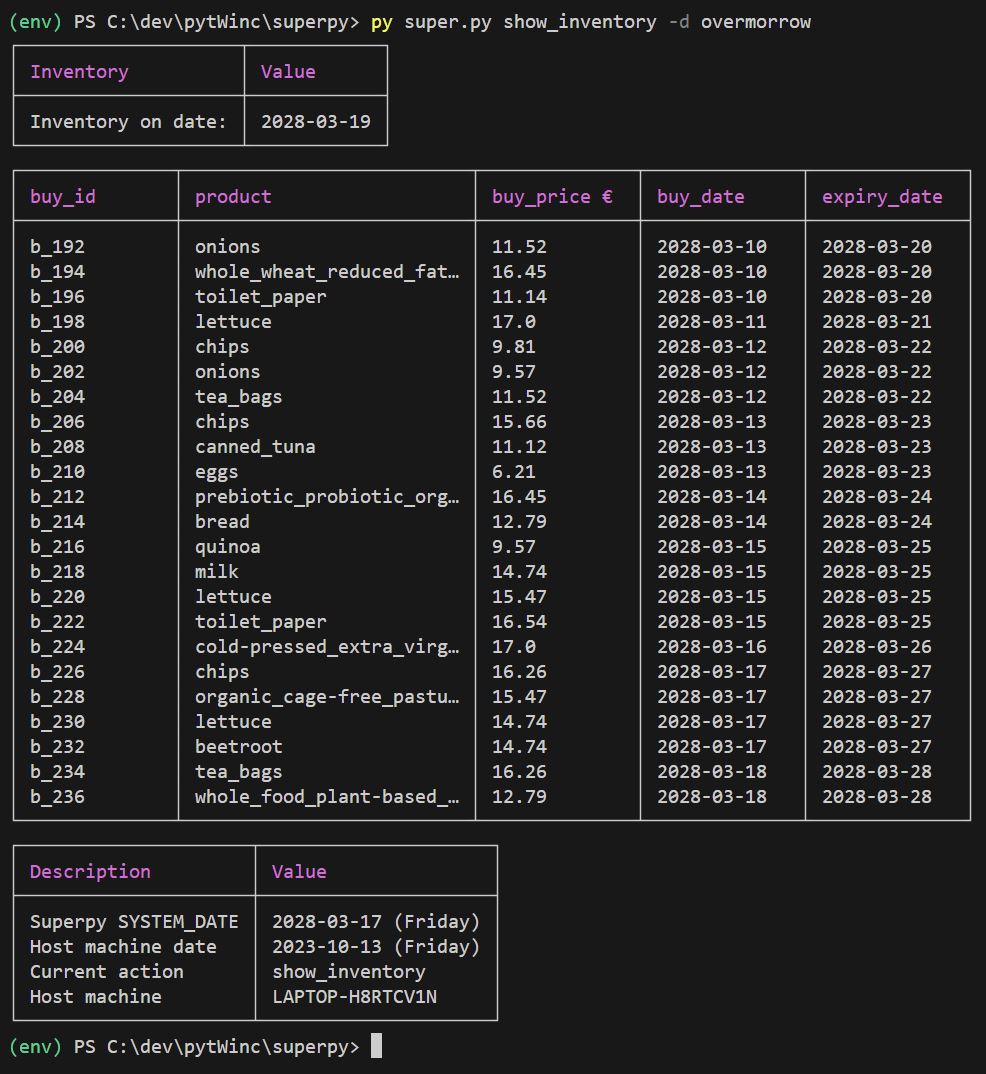 (env) PS C:\dev\pytWinc\superpy> py super.py show_inventory -d overmorrow
Inventory Value
Inventory on date: 2028-03-19
buy_id product buy_price € buy_date expiry_date
b_192 onions 11.52 2028-03-10 2028-03-20
b_194 whole_wheat_reduced_fat… 16.45 2028-03-10 2028-03-20
b_196 toilet_paper 11.14 2028-03-10 2028-03-20
b_198 lettuce 17.0 2028-03-11 2028-03-21
b_200 chips 9.81 2028-03-12 2028-03-22
b_202 onions 9.57 2028-03-12 2028-03-22
b_204 tea_bags 11.52 2028-03-12 2028-03-22
b_206 chips 15.66 2028-03-13 2028-03-23
b_208 canned_tuna 11.12 2028-03-13 2028-03-23
b_210 eggs 6.21 2028-03-13 2028-03-23
b_212 prebiotic_probiotic_org… 16.45 2028-03-14 2028-03-24
b_214 bread 12.79 2028-03-14 2028-03-24
b_216 quinoa 9.57 2028-03-15 2028-03-25
b_218 milk 14.74 2028-03-15 2028-03-25
b_220 lettuce 15.47 2028-03-15 2028-03-25
b_222 toilet_paper 16.54 2028-03-15 2028-03-25
b_224 cold-pressed_extra_virg… 17.0 2028-03-16 2028-03-26
b_226 chips 16.26 2028-03-17 2028-03-27
b_228 organic_cage-free_pastu… 15.47 2028-03-17 2028-03-27
b_230 lettuce 14.74 2028-03-17 2028-03-27
b_232 beetroot 14.74 2028-03-17 2028-03-27
b_234 tea_bags 16.26 2028-03-18 2028-03-28
b_236 whole_food_plant-based_… 12.79 2028-03-18 2028-03-28
Description Value
Superpy SYSTEM_DATE 2028-03-17 (Friday)
Host machine date 2023-10-13 (Friday)
Current action show_inventory
Host machine LAPTOP-H8RTCV1N
(env) PS C:\dev\pytWinc\superpy>